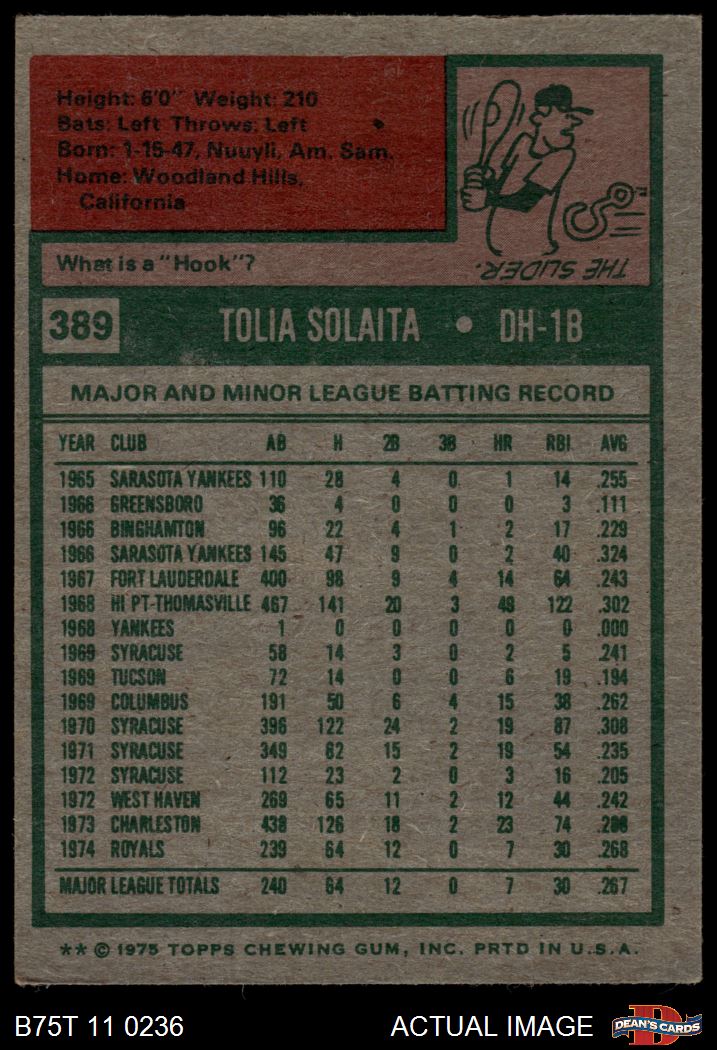 Height: 6'0" Weight: 210
Bats: Left Throws: Left
Born: 1-15-47, Nuuyli, Am. Sam.
Home: Woodland Hills,
California
What is a "Hook"?
THE SLIDER.
TM
389 TOLIA SOLAITA • DH-1B
MAJOR AND MINOR LEAGUE BATTING RECORD
YEAR CLUB AB H 2B 3B HR RBI AVG
1965 SARASOTA YANKEES 110 28 4 0 1 14 .255
1966 GREENSBORO 36 4 0 0 0 3 .111
1966 BINGHAMTON 96 22 4 1 2 17 .229
1966 SARASOTA YANKEES 145 47 9 0 2 40 .324
1967 FORT LAUDERDALE 400 98 9 4 14 64 .243
1968 HI PT-THOMASVILLE 467 141 20 3 49 122 .302
1968 YANKEES 1 0 0 0 0 0 .000
1969 SYRACUSE 58 14 3 0 2 5 .241
1969 TUCSON 72 14 0 0 6 19 .194
1969 COLUMBUS 191 50 6 4 15 38 .262
1970 SYRACUSE 396 122 24 2 19 87 .308
1971 SYRACUSE 349 82 15 2 19 54 .235
1972 SYRACUSE 112 23 2 0 3 16 .205
1972 WEST HAVEN 269 65 11 2 12 44 .242
1973 CHARLESTON 438 126 18 2 23 74
1974 ROYALS 239 64 12 0 7 30 .268
MAJOR LEAGUE TOTALS 240 64 12 0 7 30 .267
** © 1975 TOPPS CHEWING GUM, INC. PRTD IN U.S.A.
B75T 11 0236 ACTUAL IMAGE
D
DEAN'S CARDS